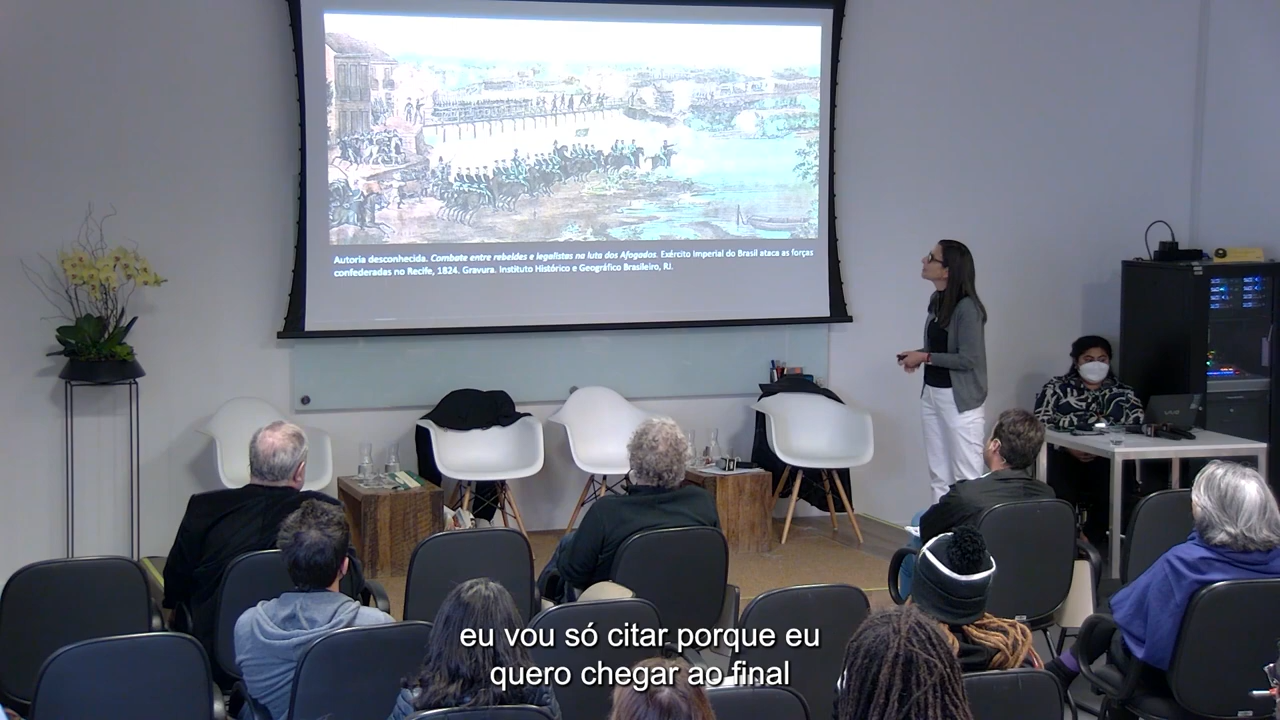 Autoria desconhecida. Combate entre rebeldes e legalistas na luta dos Afogados. Exército Imperial do Brasil ataca as forças
confederadas no Recife, 1824. Gravura. Instituto Histórico e Geográfico Brasileiro, RJ.
VAIO
eu vou só citar porque eu
quero chegar ao final